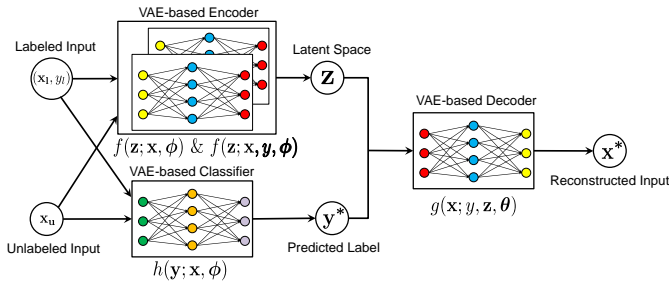 VAE-based Encoder
Labeled Input
Latent Space
(x_l, y_l)
z
VAE-based Decoder
f(z; x, ϕ) & f(z; x, y, ϕ)
VAE-based Classifier
x*
Reconstructed Input
x_u
y*
g(x; y, z, θ)
Unlabeled Input
Predicted Label
h(y; x, ϕ)